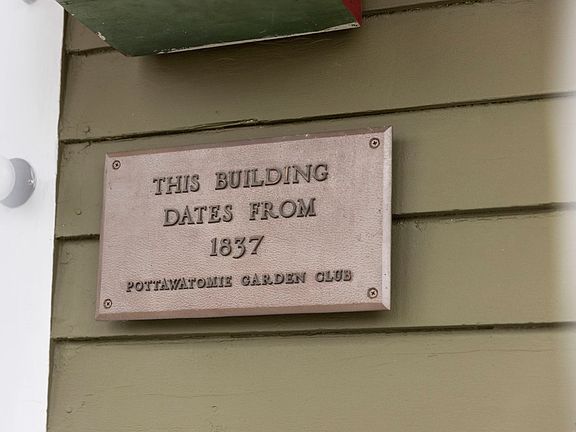 THIS BUILDING
DATES FROM
1837
POTTAWATOMIE GARDEN CLUB